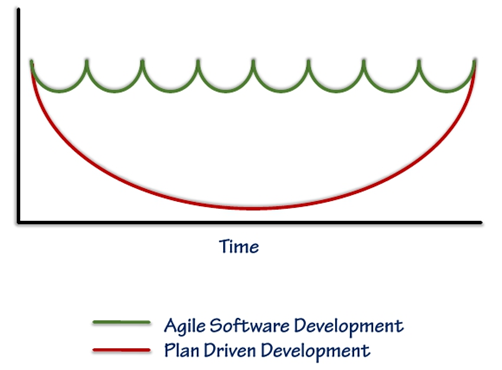 Time
Agile Software Development
Plan Driven Development